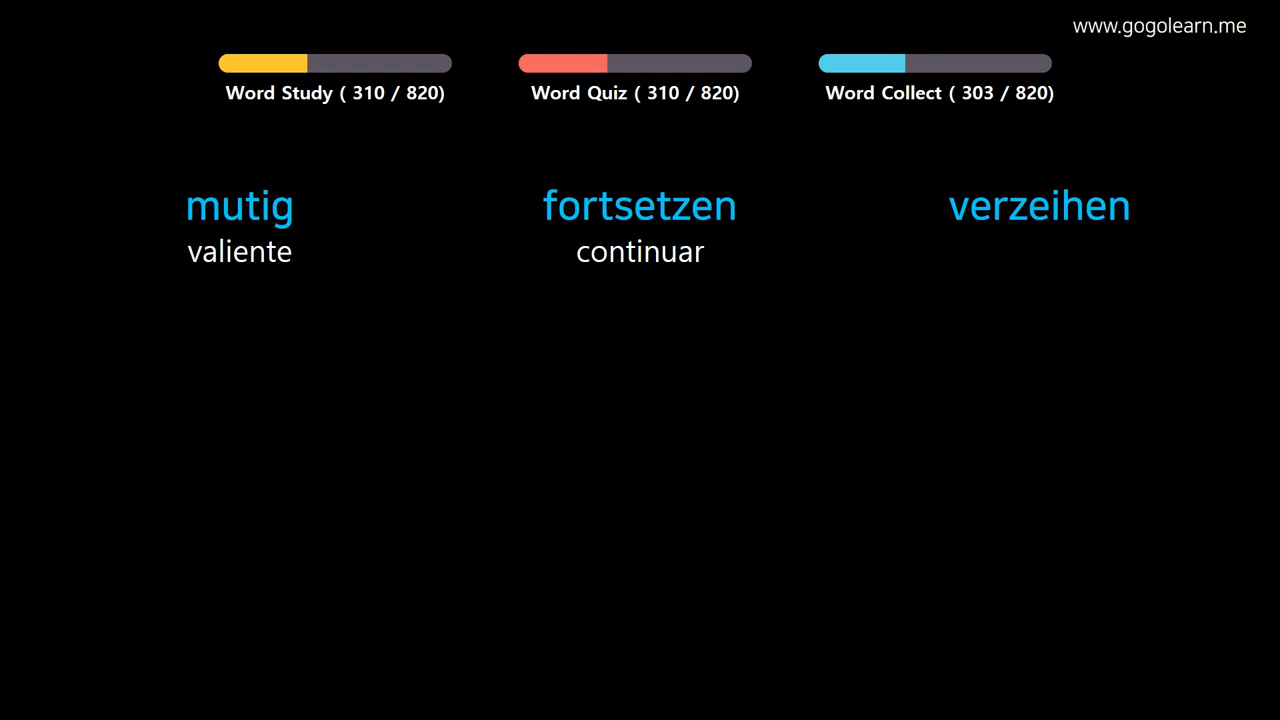 www.gogolearn.me
Word Study ( 310 / 820)
Word Quiz ( 310 / 820)
Word Collect ( 303 / 820)
mutig
valiente
fortsetzen
continuar
verzeihen